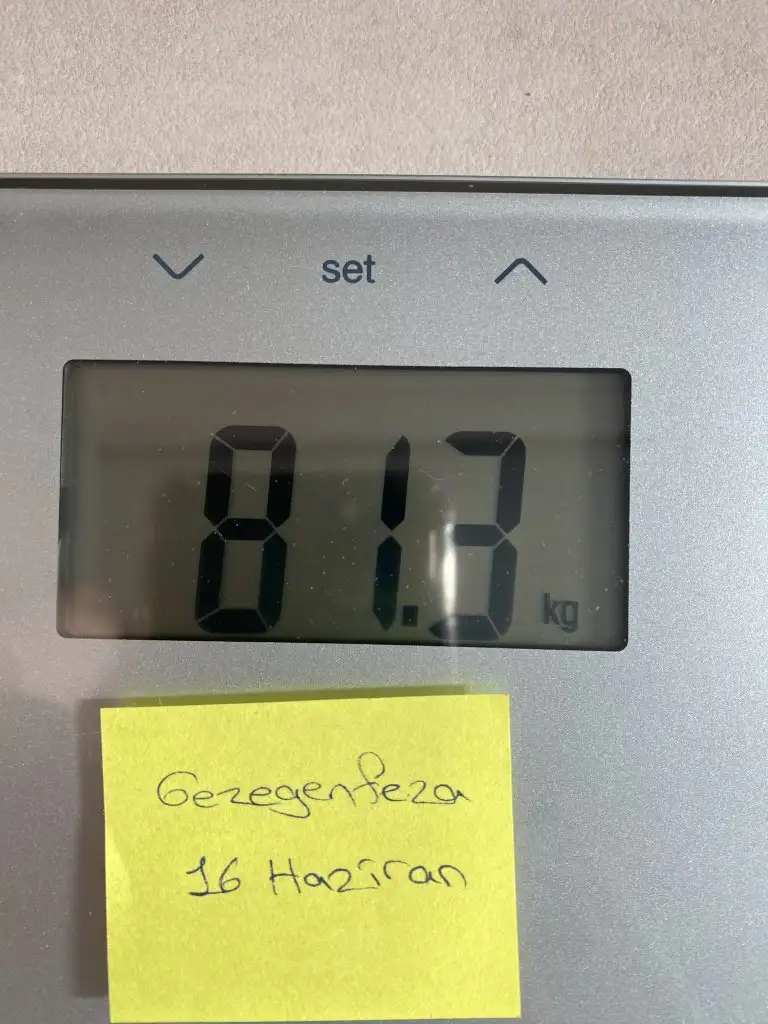 set
81.3 kg
Gezegenfeza
16 Haziran